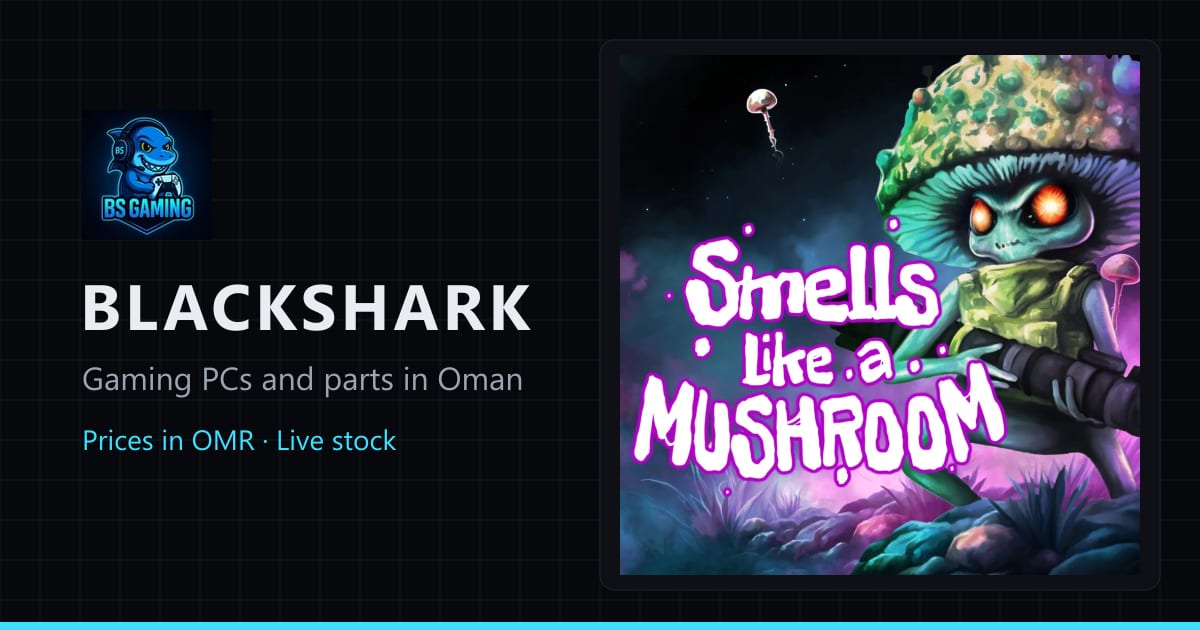 BS
BS GAMING
BLACKSHARK
Gaming PCs and parts in Oman
Prices in OMR · Live stock
Smells
Like a
MUSHROOM